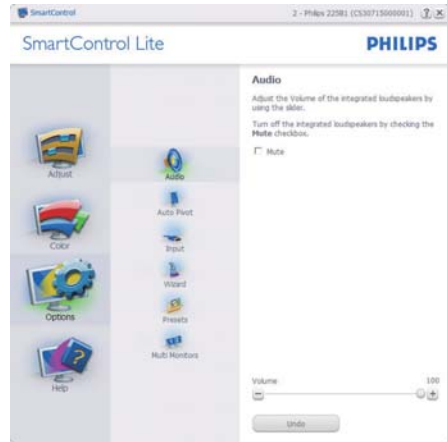 SmartControl
2 - Philips 225B1 (CS30715000001)
SmartControl Lite
PHILIPS
Adjust
Color
Options
Help
Audio
Auto Pivot
Input
Wizard
Presets
Multi Monitors
Audio
Adjust the Volume of the integrated loudspeakers by
using the slider.
Turn off the integrated loudspeakers by checking the
Mute checkbox.
Mute
Volume 100
Undo